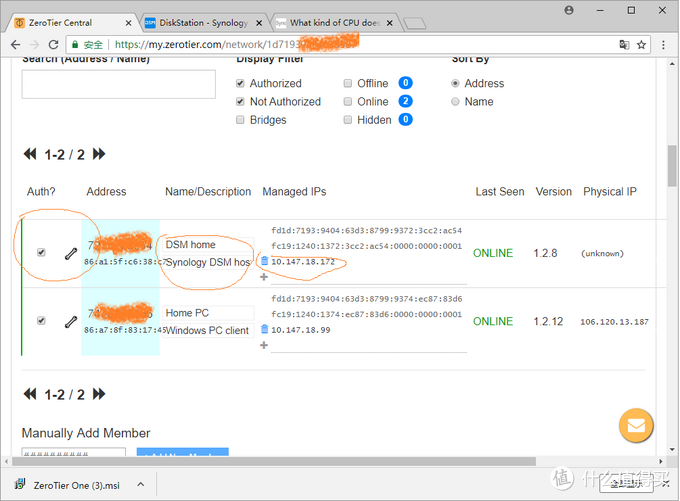 ZeroTier Central
DiskStation - Synology
What kind of CPU does
安全 https://my.zerotier.com/network/1d7193
Search (Address / Name)
Display Filter
Sort By
Authorized
Offline 0
Address
Not Authorized
Online 2
Name
Bridges
Hidden 0
1-2 / 2
Auth? Address Name/Description Managed IPs Last Seen Version Physical IP
DSM home
86:a1:5f:c6:38:c7
Synology DSM hos
fd1d:7193:9404:63d3:8799:9372:3cc2:ac54
fc19:1240:1372:3cc2:ac54:0000:0000:0001
10.147.18.172
+
ONLINE 1.2.8 (unknown)
Home PC
86:a7:8f:83:17:45
Windows PC client
fd1d:7193:9404:63d3:8799:9374:ec87:83d6
fc19:1240:1374:ec87:83d6:0000:0000:0001
10.147.18.99
+
ONLINE 1.2.12 106.120.13.187
1-2 / 2
Manually Add Member
##########
+ Add New Member
ZeroTier One (3).msi
全部显示
值 什么值得买